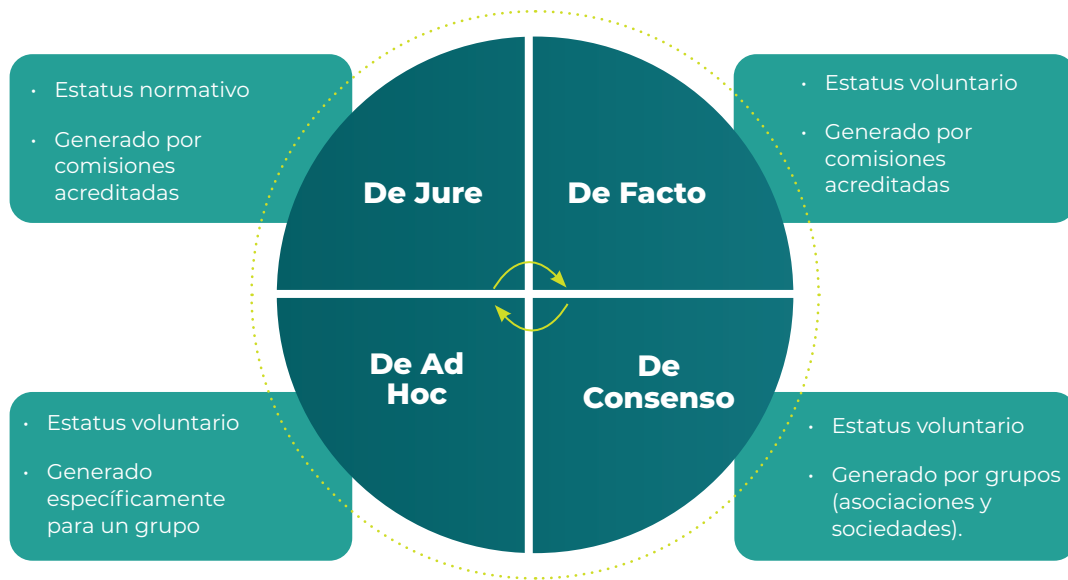 • Estatus normativo
• Generado por
comisiones
acreditadas
De Jure
De Facto
• Estatus voluntario
• Generado por
comisiones
acreditadas
• Estatus voluntario
• Generado
específicamente
para un grupo
De Ad
Hoc
De
Consenso
• Estatus voluntario
• Generado por grupos
(asociaciones y
sociedades).